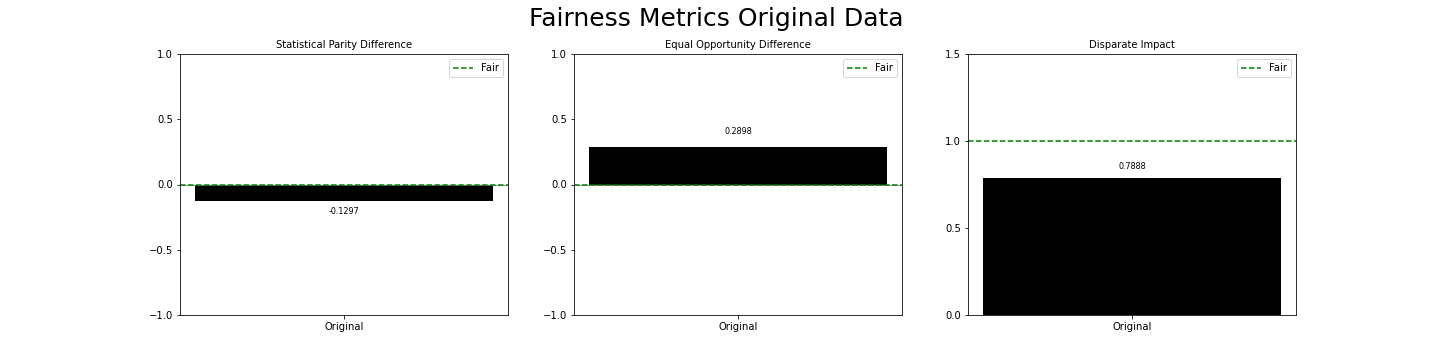 Fairness Metrics Original Data
Statistical Parity Difference
1.0
0.5
0.0
−0.5
−1.0
Fair
-0.1297
Original
Equal Opportunity Difference
1.0
0.5
0.0
−0.5
−1.0
Fair
0.2898
Original
Disparate Impact
1.5
1.0
0.5
0.0
Fair
0.7888
Original